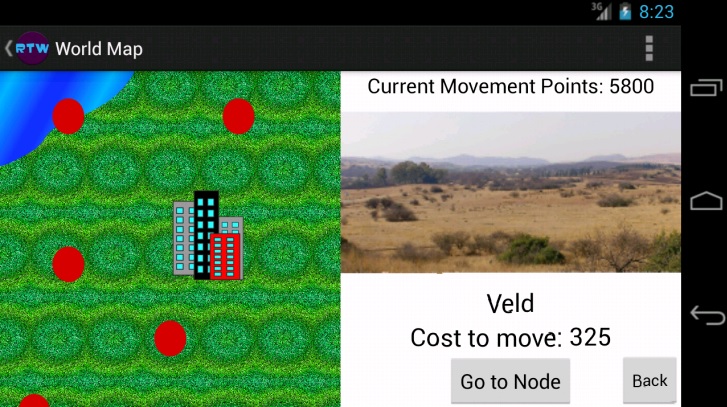 3G 8:23
RTW World Map
Current Movement Points: 5800
Veld
Cost to move: 325
Go to Node
Back